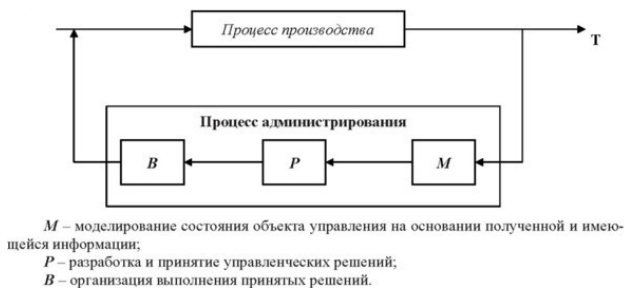 Процесс производства
Т
Процесс администрирования
В
Р
М
М – моделирование состояния объекта управления на основании полученной и имею-
щейся информации;
Р – разработка и принятие управленческих решений;
В – организация выполнения принятых решений.